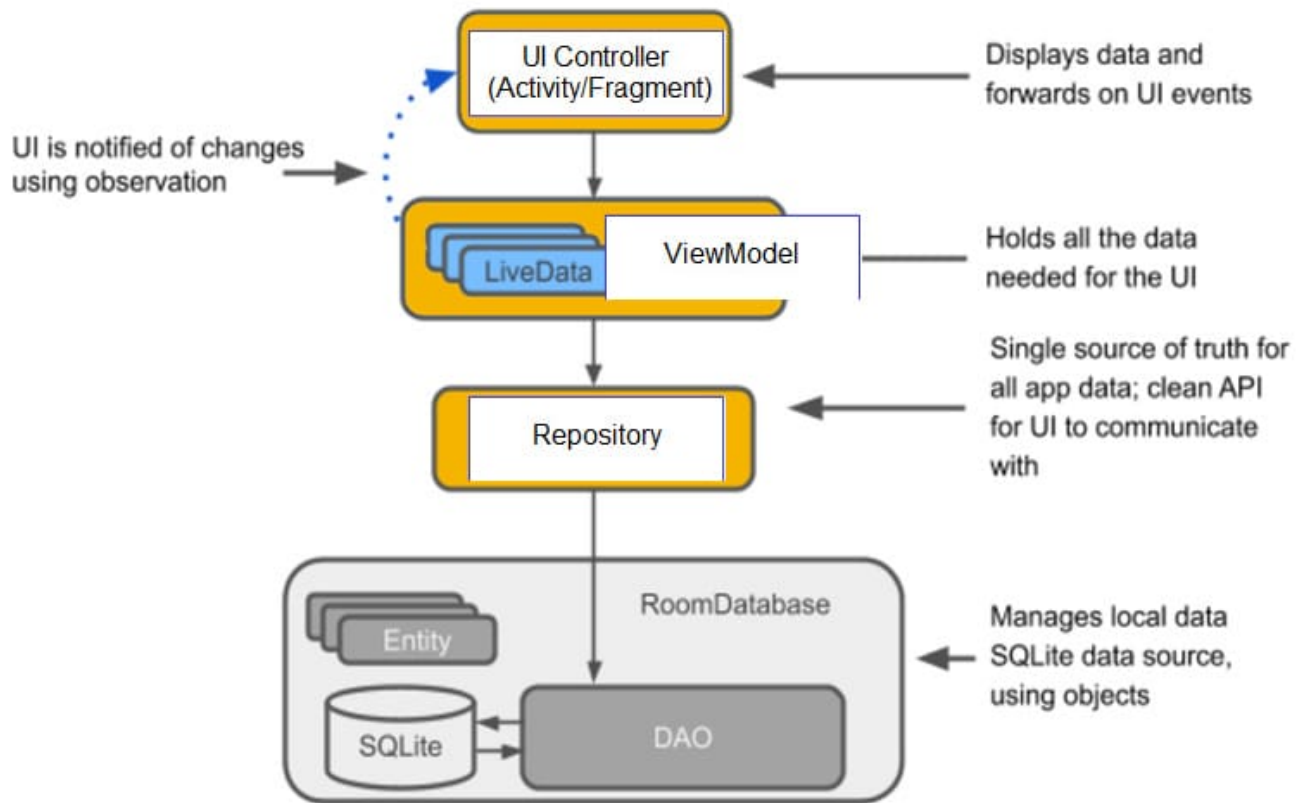 UI Controller
(Activity/Fragment)
Displays data and
forwards on UI events
UI is notified of changes
using observation
LiveData
ViewModel
Holds all the data
needed for the UI
Single source of truth for
all app data; clean API
for UI to communicate
with
Repository
RoomDatabase
Entity
SQLite
DAO
Manages local data
SQLite data source,
using objects